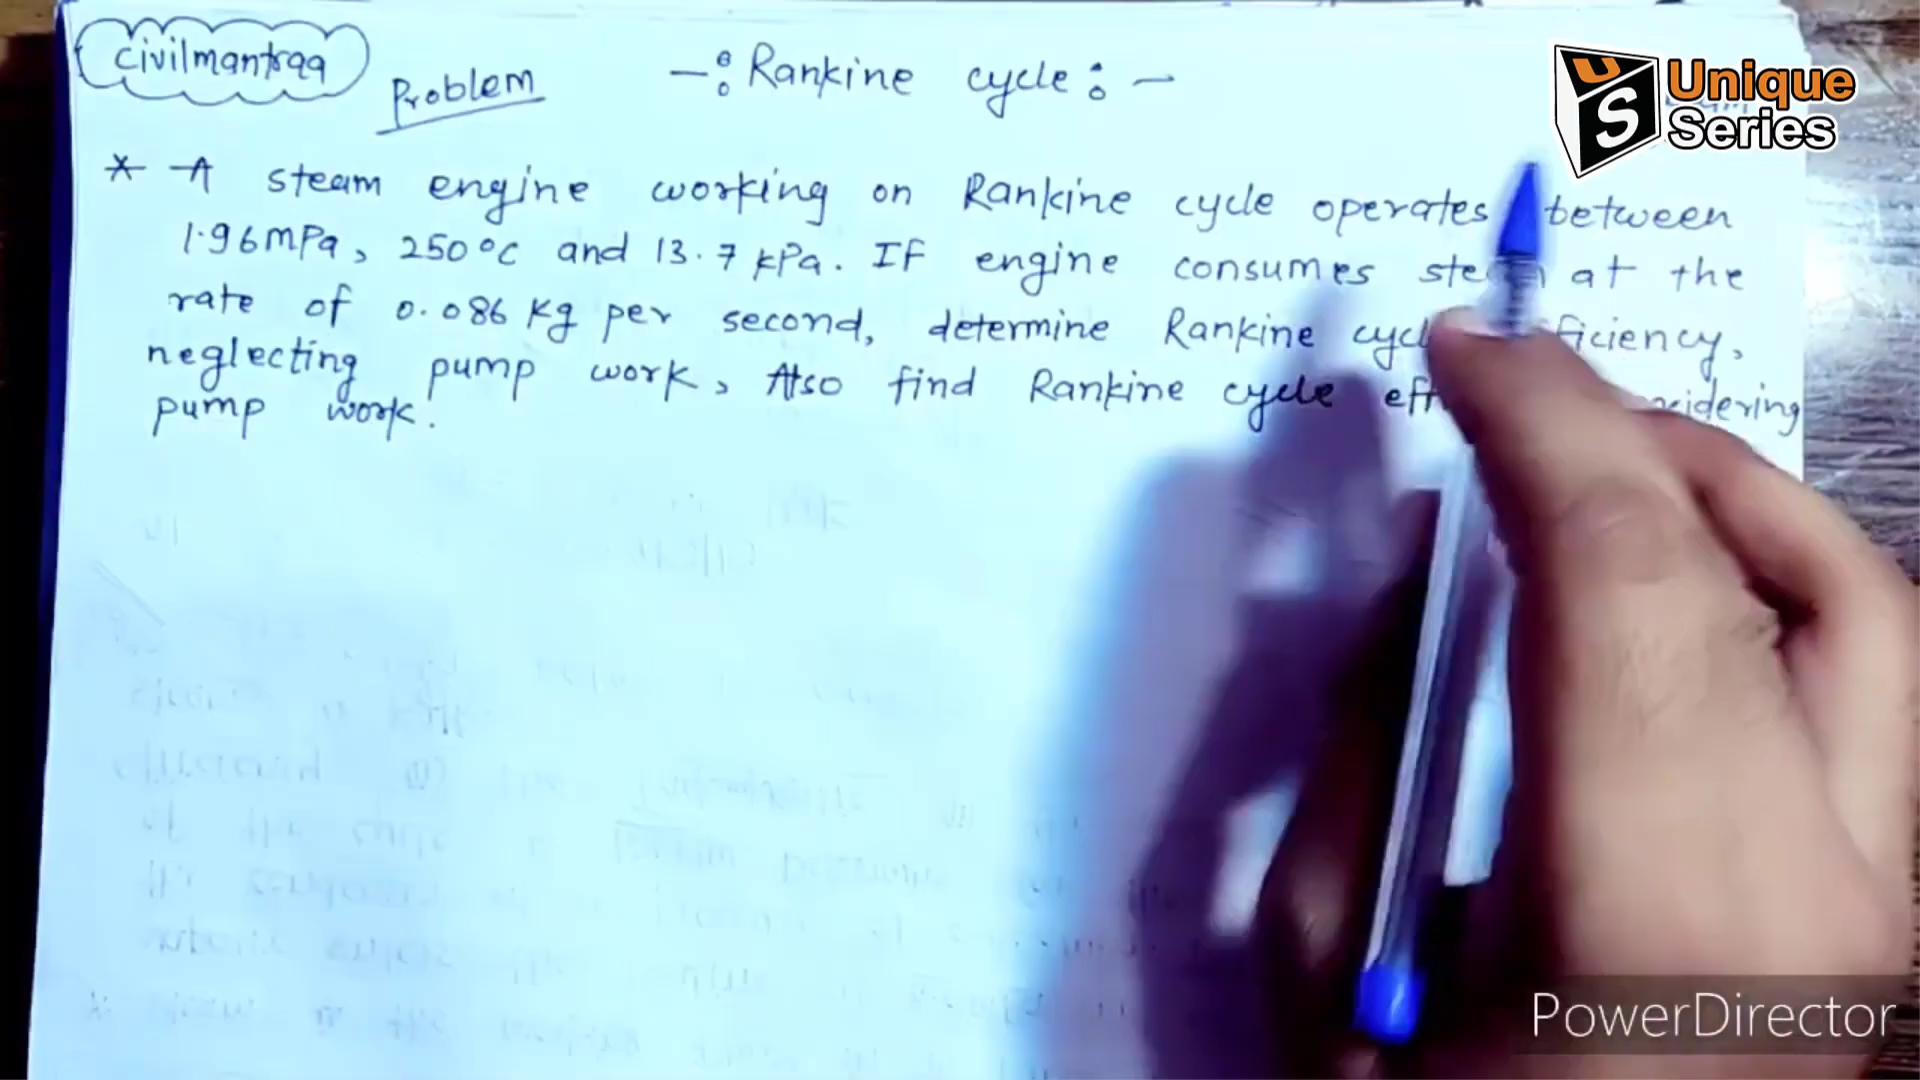 civilmantraa
Problem
-: Rankine cycle: -
Unique
US Series
* A steam engine working on Rankine cycle operates between
1.96mPa, 250°C and 13.7 kPa. If engine consumes at the
rate of 0.086 Kg per second, determine Rankine
neglecting pump work, Also find Rankine cycle
pump work.
PowerDirector